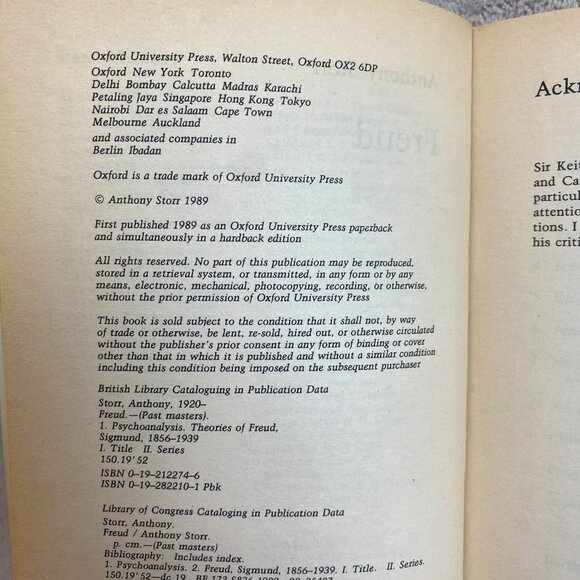 Oxford University Press, Walton Street, Oxford OX2 6DP
Oxford New York Toronto
Delhi Bombay Calcutta Madras Karachi
Petaling Jaya Singapore Hong Kong Tokyo
Nairobi Dar es Salaam Cape Town
Melbourne Auckland
and associated companies in
Berlin Ibadan
Oxford is a trade mark of Oxford University Press
© Anthony Storr 1989
First published 1989 as an Oxford University Press paperback
and simultaneously in a hardback edition
All rights reserved. No part of this publication may be reproduced,
stored in a retrieval system, or transmitted, in any form or by any
means, electronic, mechanical, photocopying, recording, or otherwise,
without the prior permission of Oxford University Press
This book is sold subject to the condition that it shall not, by way
of trade or otherwise, be lent, re-sold, hired out, or otherwise circulated
without the publisher's prior consent in any form of binding or cover
other than that in which it is published and without a similar condition
including this condition being imposed on the subsequent purchaser
British Library Cataloguing in Publication Data
Storr, Anthony, 1920–
Freud.—(Past masters).
1. Psychoanalysis. Theories of Freud,
Sigmund, 1856–1939
I. Title II. Series
150.19'52
ISBN 0–19–212274–6
ISBN 0–19–282210–1 Pbk
Library of Congress Cataloging in Publication Data
Storr, Anthony.
Freud / Anthony Storr.
p. cm.—(Past masters)
Bibliography: Includes index.
1. Psychoanalysis. 2. Freud, Sigmund, 1856–1939. I. Title. II. Series.
150.19'52—dc 19
Ackn
Sir Keit
and Ca
particul
attentio
tions. I
his criti